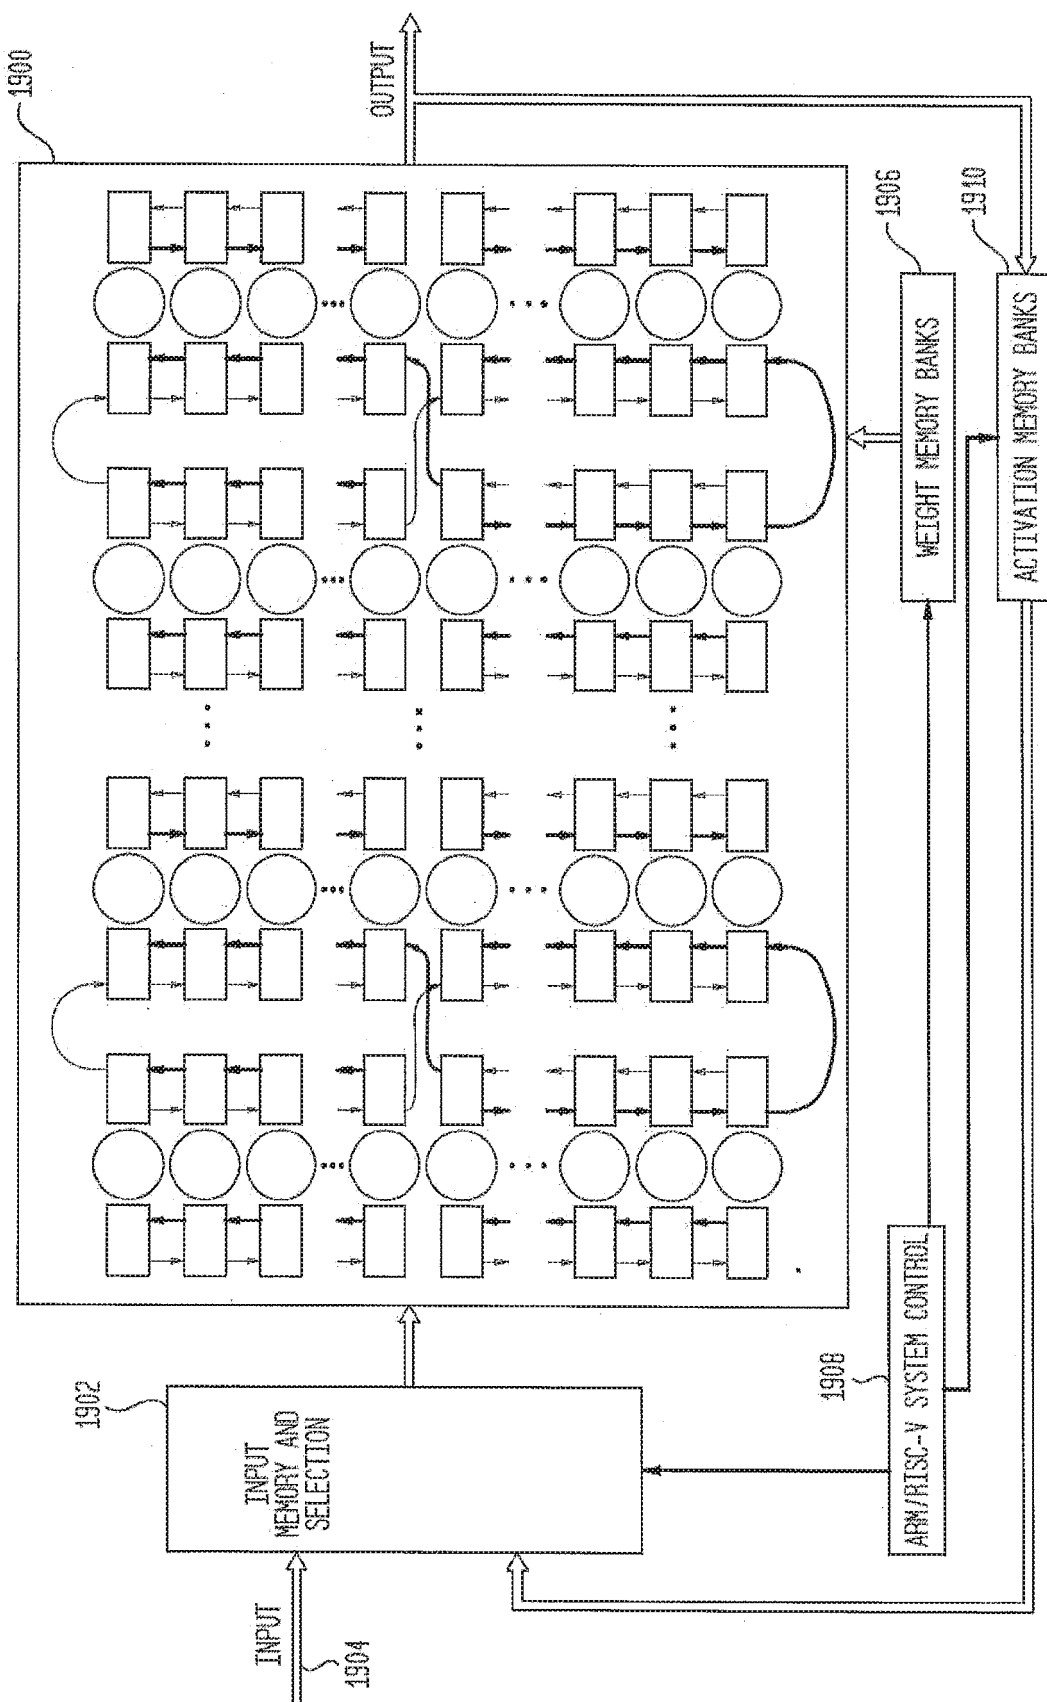 INPUT
1904
1902
INPUT
MEMORY AND
SELECTION
1900
OUTPUT
1908
ARM/RISC-V SYSTEM CONTROL
WEIGHT MEMORY BANKS
1906
ACTIVATION MEMORY BANKS
1910